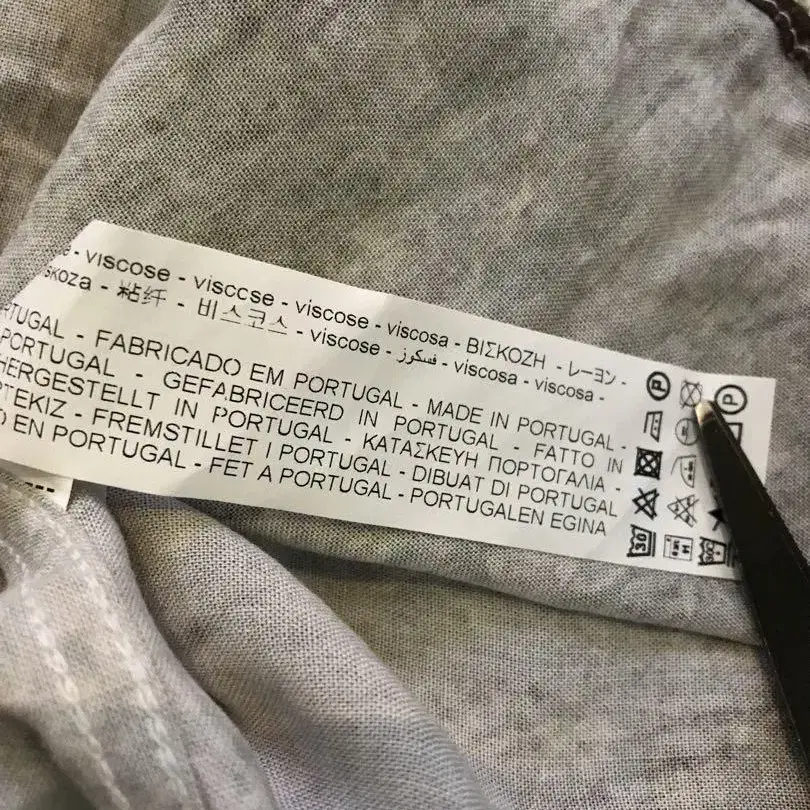 - viscose - visccse - viscose - viscose - viscosa - ΒΙΣΚΟΖΗ - レーヨン -
skoza - 粘纤 - 비스코스 - viscose - فسكوز - viscosa - viscosa -
RTUGAL - FABRICADO EM PORTUGAL - MADE IN PORTUGAL -
PORTUGAL - GEFABRICEERD IN PORTUGAL - FATTO IN
HERGESTELLT IN PORTUGAL - ΚΑΤΑΣΚΕΥΗ ΠΟΡΤΟΓΑΛΙΑ -
TEKIZ - FREMSTILLET I PORTUGAL - DIBUAT DI PORTUGAL
EN PORTUGAL - FET A PORTUGAL - PORTUGALEN EGINA
P P
30